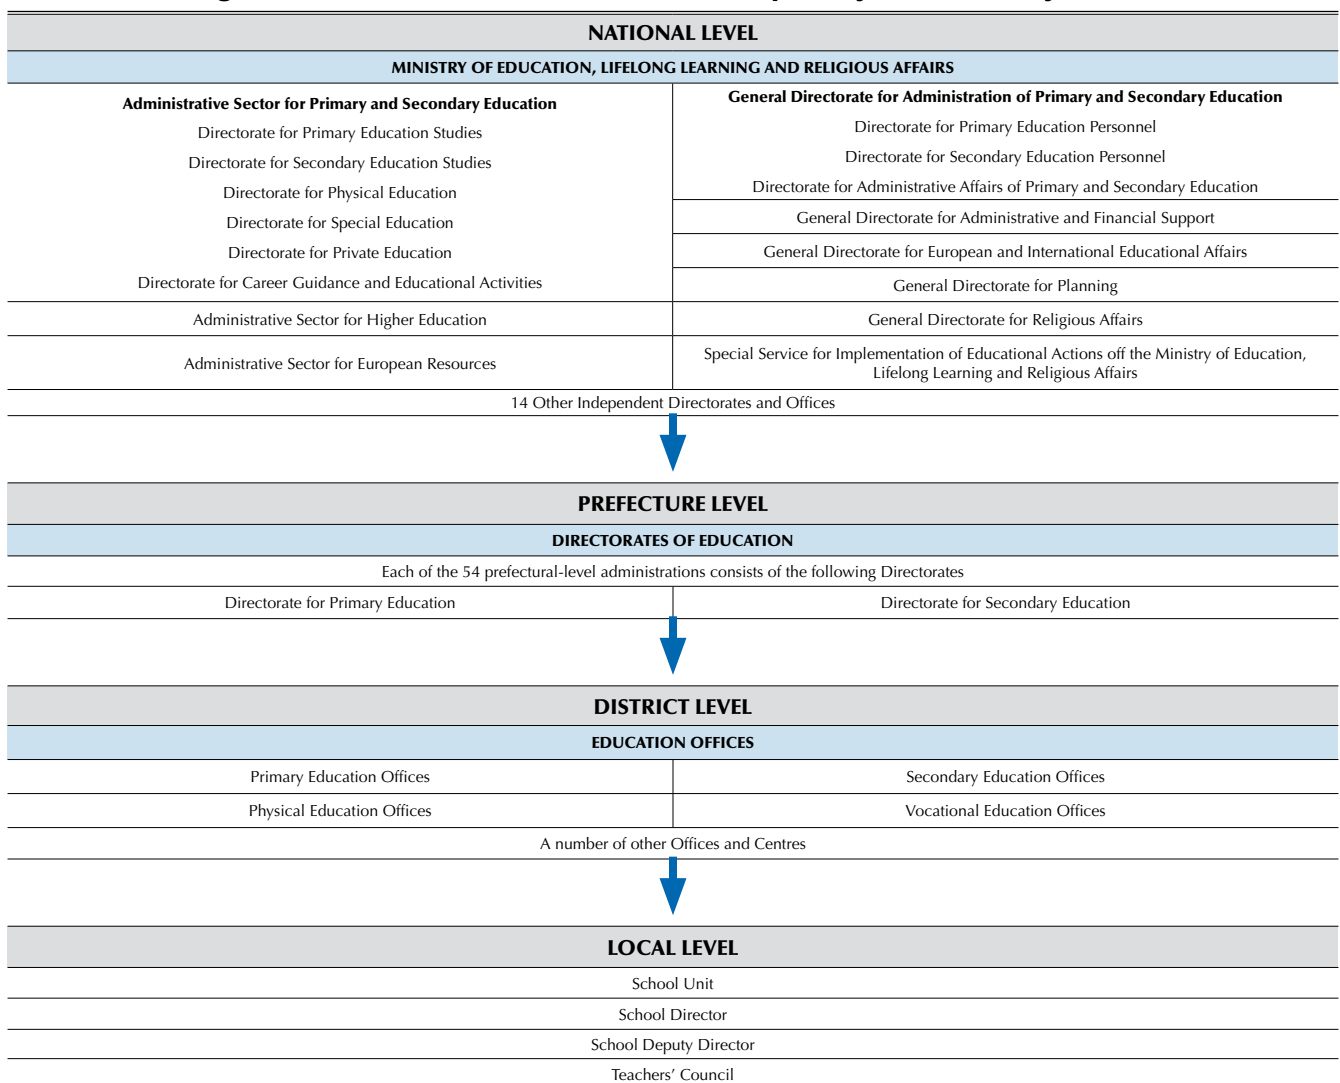 NATIONAL LEVEL
MINISTRY OF EDUCATION, LIFELONG LEARNING AND RELIGIOUS AFFAIRS
Administrative Sector for Primary and Secondary Education
Directorate for Primary Education Studies
Directorate for Secondary Education Studies
Directorate for Physical Education
Directorate for Special Education
Directorate for Private Education
Directorate for Career Guidance and Educational Activities
General Directorate for Administration of Primary and Secondary Education
Directorate for Primary Education Personnel
Directorate for Secondary Education Personnel
Directorate for Administrative Affairs of Primary and Secondary Education
General Directorate for Administrative and Financial Support
General Directorate for European and International Educational Affairs
General Directorate for Planning
Administrative Sector for Higher Education
General Directorate for Religious Affairs
Administrative Sector for European Resources
Special Service for Implementation of Educational Actions off the Ministry of Education,
Lifelong Learning and Religious Affairs
14 Other Independent Directorates and Offices
PREFECTURE LEVEL
DIRECTORATES OF EDUCATION
Each of the 54 prefectural-level administrations consists of the following Directorates
Directorate for Primary Education
Directorate for Secondary Education
DISTRICT LEVEL
EDUCATION OFFICES
Primary Education Offices
Secondary Education Offices
Physical Education Offices
Vocational Education Offices
A number of other Offices and Centres
LOCAL LEVEL
School Unit
School Director
School Deputy Director
Teachers' Council